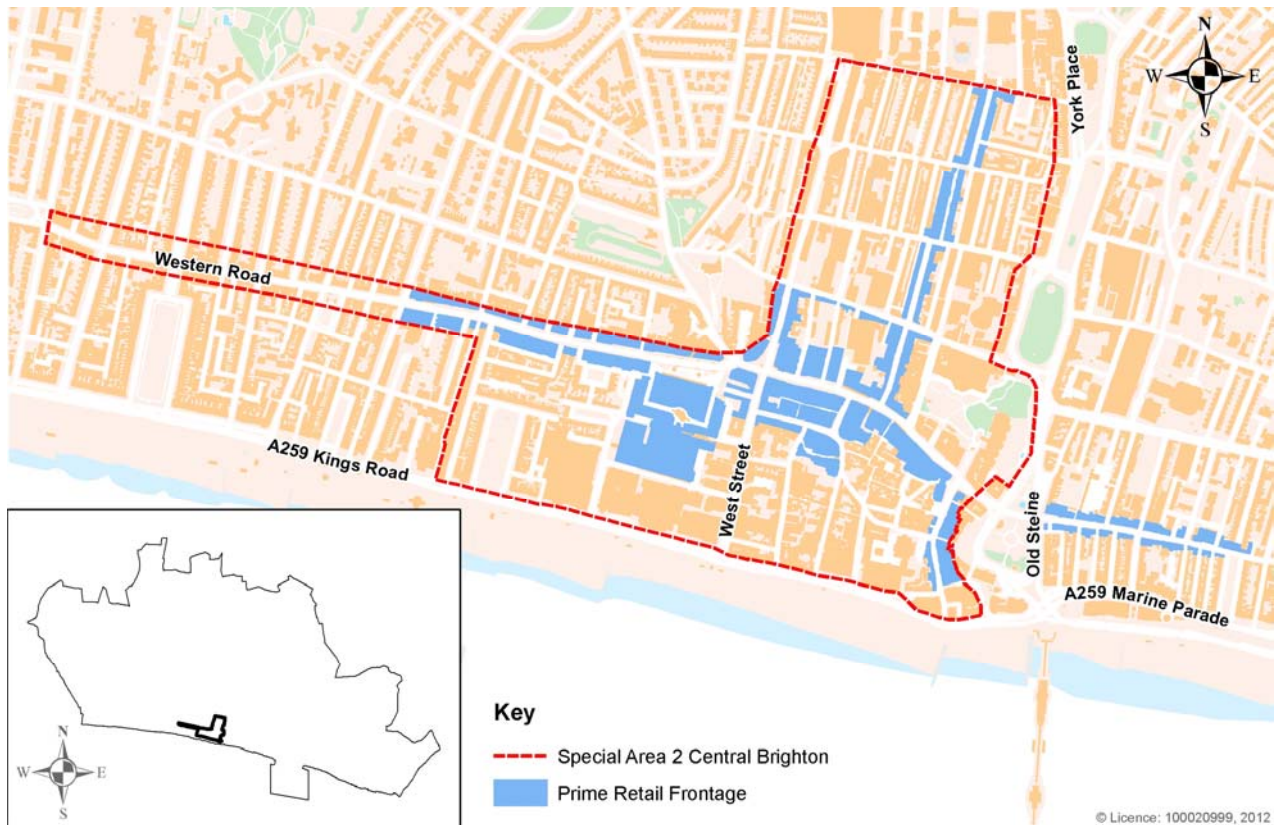 York Place
N
W
E
S
Western Road
A259 Kings Road
West Street
Old Steine
A259 Marine Parade
N
W
E
S
Key
Special Area 2 Central Brighton
Prime Retail Frontage
© Licence: 100020999, 2012